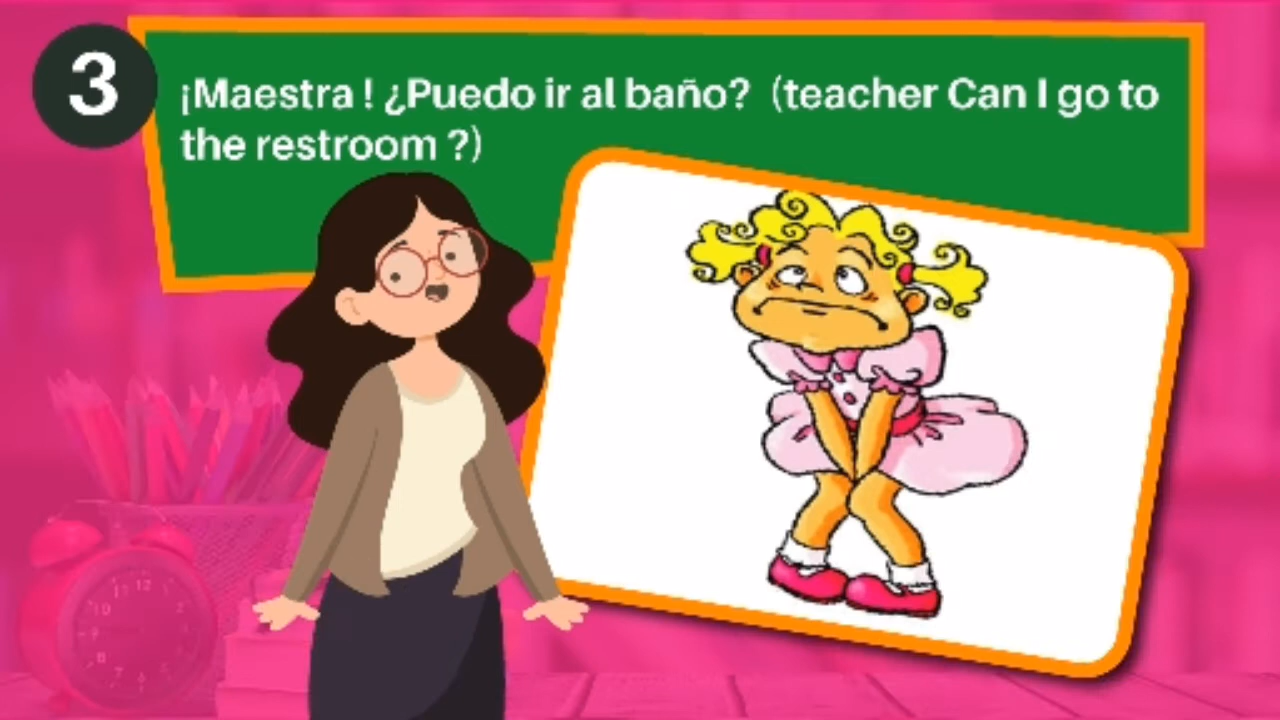 3
¡Maestra ! ¿Puedo ir al baño? (teacher Can I go to
the restroom ?)